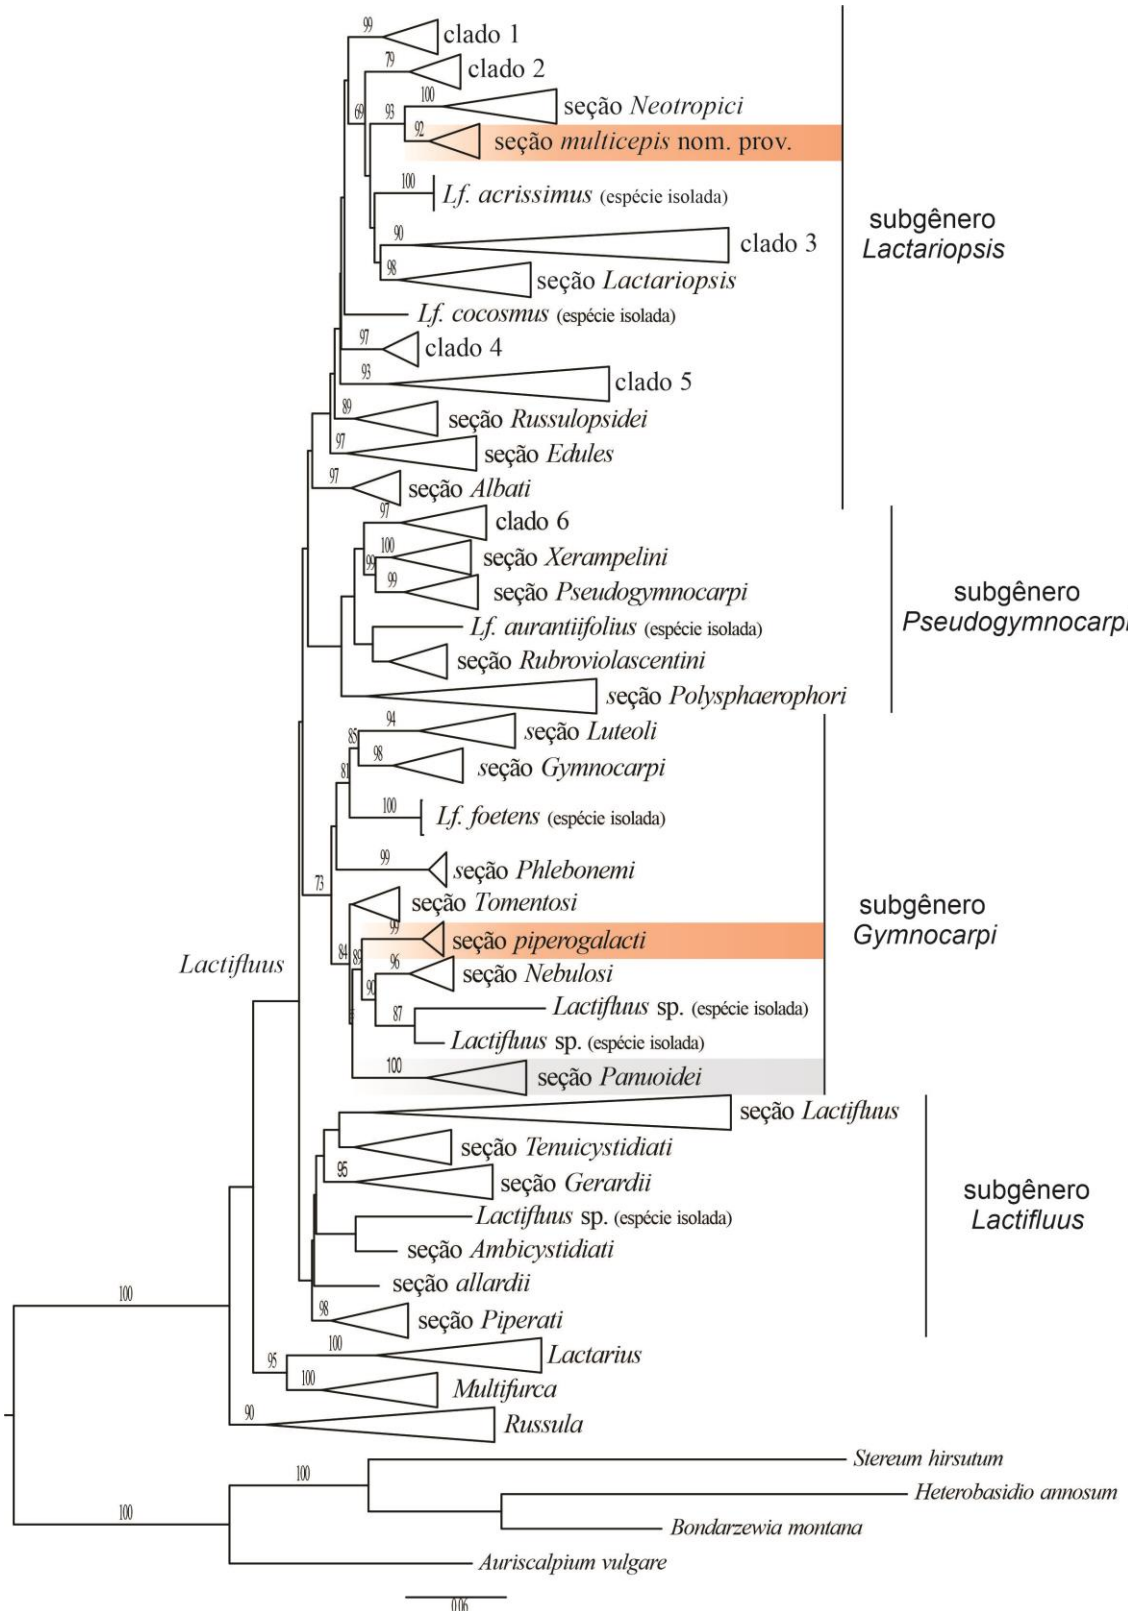 99
clado 1
79
clado 2
69
93
100
seção Neotropici
92
seção multicepis nom. prov.
100
Lf. acrissimus (espécie isolada)
subgênero
Lactariopsis
90
clado 3
98
seção Lactariopsis
Lf. cocosmus (espécie isolada)
97
clado 4
93
clado 5
89
seção Russulopsidei
97
seção Edules
97
seção Albati
97
clado 6
100
seção Xerampelini
99
99
seção Pseudogymnocarpi
subgênero
Pseudogymnocarpi
Lf. aurantiifolius (espécie isolada)
seção Rubroviolascentini
seção Polysphaerophori
94
seção Luteoli
85
98
seção Gymnocarpi
81
100
Lf. foetens (espécie isolada)
99
seção Phlebonemi
73
seção Tomentosi
subgênero
Gymnocarpi
99
seção piperogalacti
84
89
96
seção Nebulosi
Lactifluus
90
87
Lactifluus sp. (espécie isolada)
Lactifluus sp. (espécie isolada)
100
seção Panuoidei
seção Lactifluus
seção Tenuicystidiati
95
seção Gerardii
subgênero
Lactifluus
Lactifluus sp. (espécie isolada)
seção Ambicystidiati
seção allardii
100
98
seção Piperati
95
100
Lactarius
100
Multifurca
90
Russula
Stereum hirsutum
100
Heterobasidio annosum
100
Bondarzewia montana
Auriscalpium vulgare
0.06